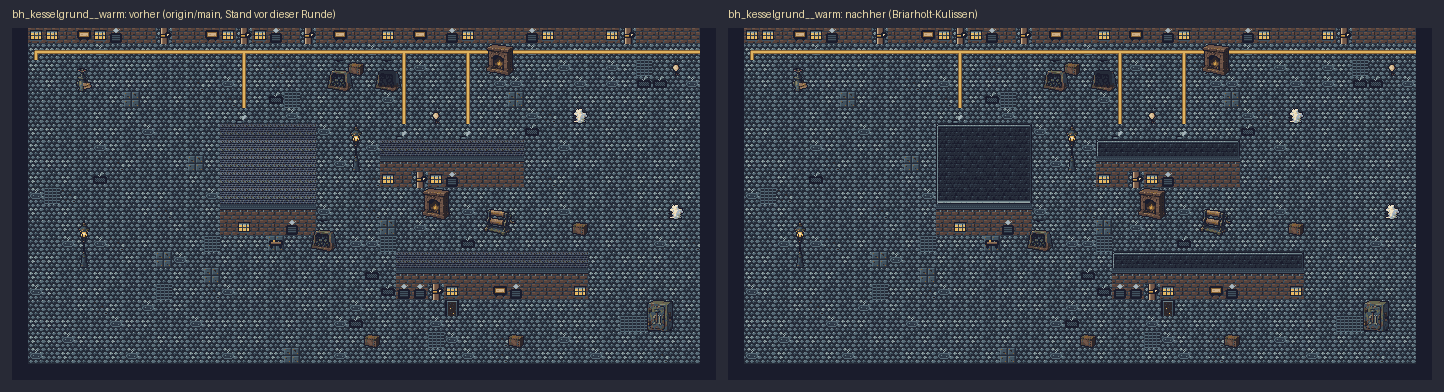 bh_kesselgrund__warm: vorher (origin/main, Stand vor dieser Runde)
bh_kesselgrund__warm: nachher (Briarholt-Kulissen)